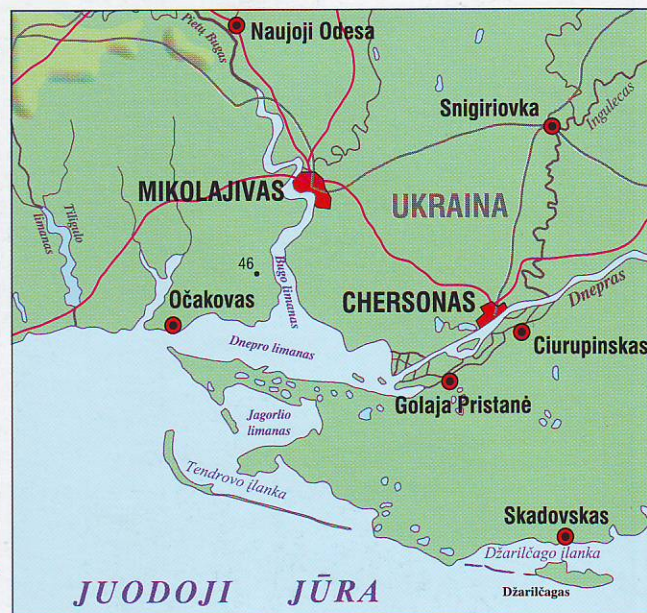 Naujoji Odesa
Pietų Bugas
Snigiriovka
Ingulecas
MIKOLAJIVAS
UKRAINA
Tiligulo
limanas
46
Bugo limanas
Očakovas
CHERSONAS
Dnepras
Dnepro limanas
Ciurupinskas
Golaja Pristanė
Jagorlio
limanas
Tendrovo įlanka
Skadovskas
Džarilčago įlanka
JUODOJI JŪRA
Džarilčagas